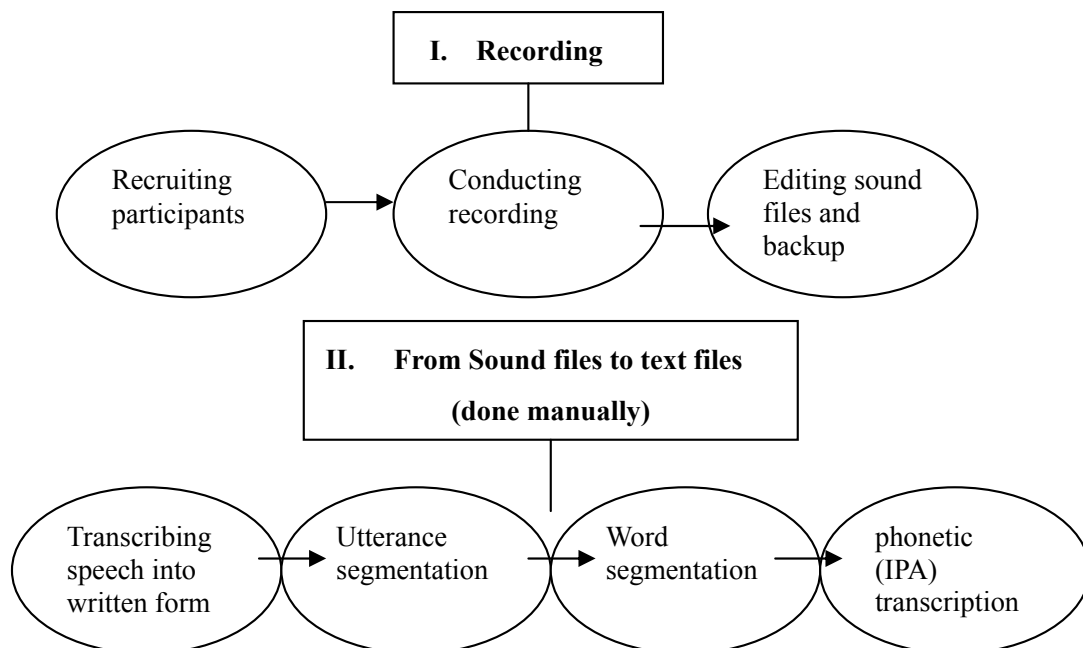 I. Recording
Recruiting
participants
Conducting
recording
Editing sound
files and
backup
II. From Sound files to text files
(done manually)
Transcribing
speech into
written form
Utterance
segmentation
Word
segmentation
phonetic
(IPA)
transcription